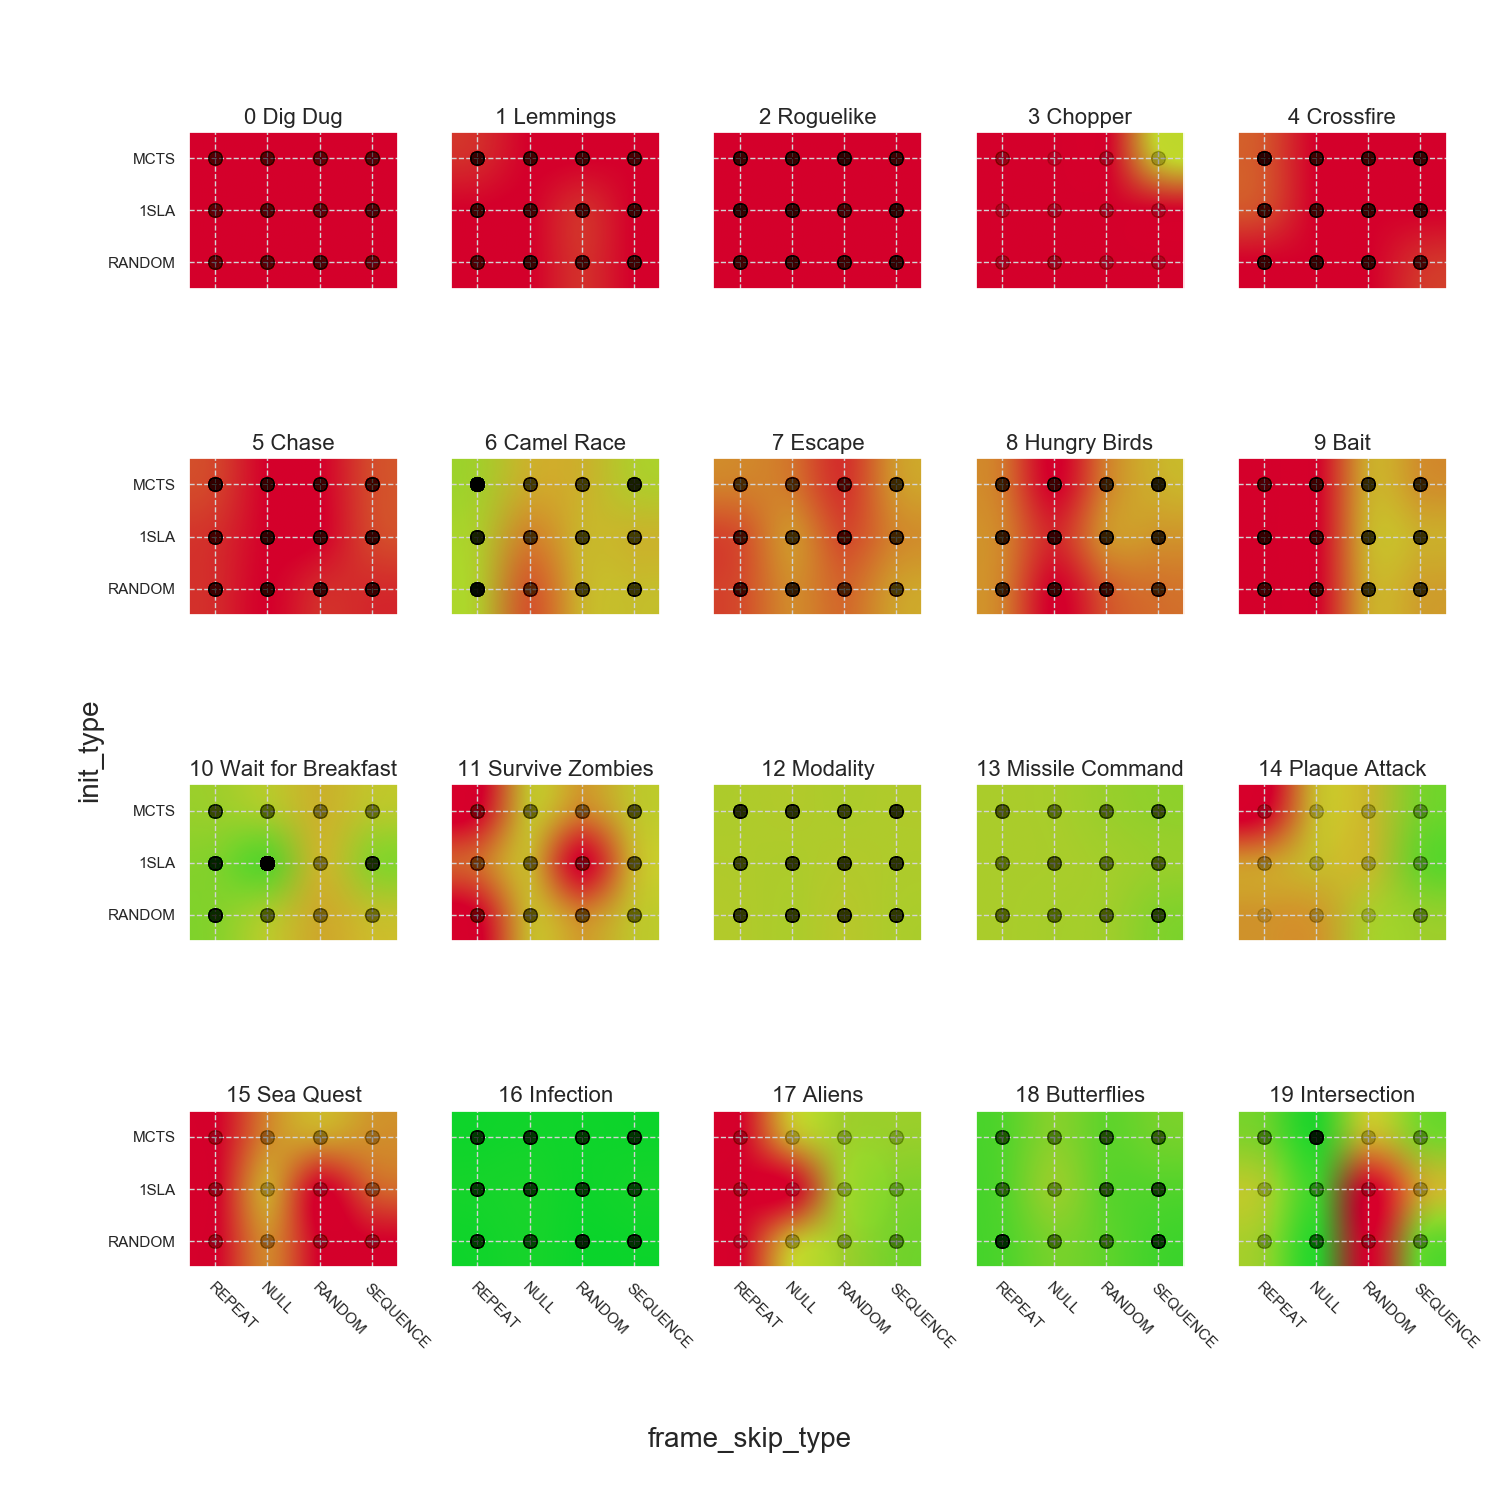 0 Dig Dug
1 Lemmings
2 Roguelike
3 Chopper
4 Crossfire
MCTS
1SLA
RANDOM
5 Chase
6 Camel Race
7 Escape
8 Hungry Birds
9 Bait
MCTS
1SLA
RANDOM
init_type
10 Wait for Breakfast
11 Survive Zombies
12 Modality
13 Missile Command
14 Plaque Attack
MCTS
1SLA
RANDOM
15 Sea Quest
16 Infection
17 Aliens
18 Butterflies
19 Intersection
MCTS
1SLA
RANDOM
REPEAT
NULL
RANDOM
SEQUENCE
REPEAT
NULL
RANDOM
SEQUENCE
REPEAT
NULL
RANDOM
SEQUENCE
REPEAT
NULL
RANDOM
SEQUENCE
REPEAT
NULL
RANDOM
SEQUENCE
frame_skip_type